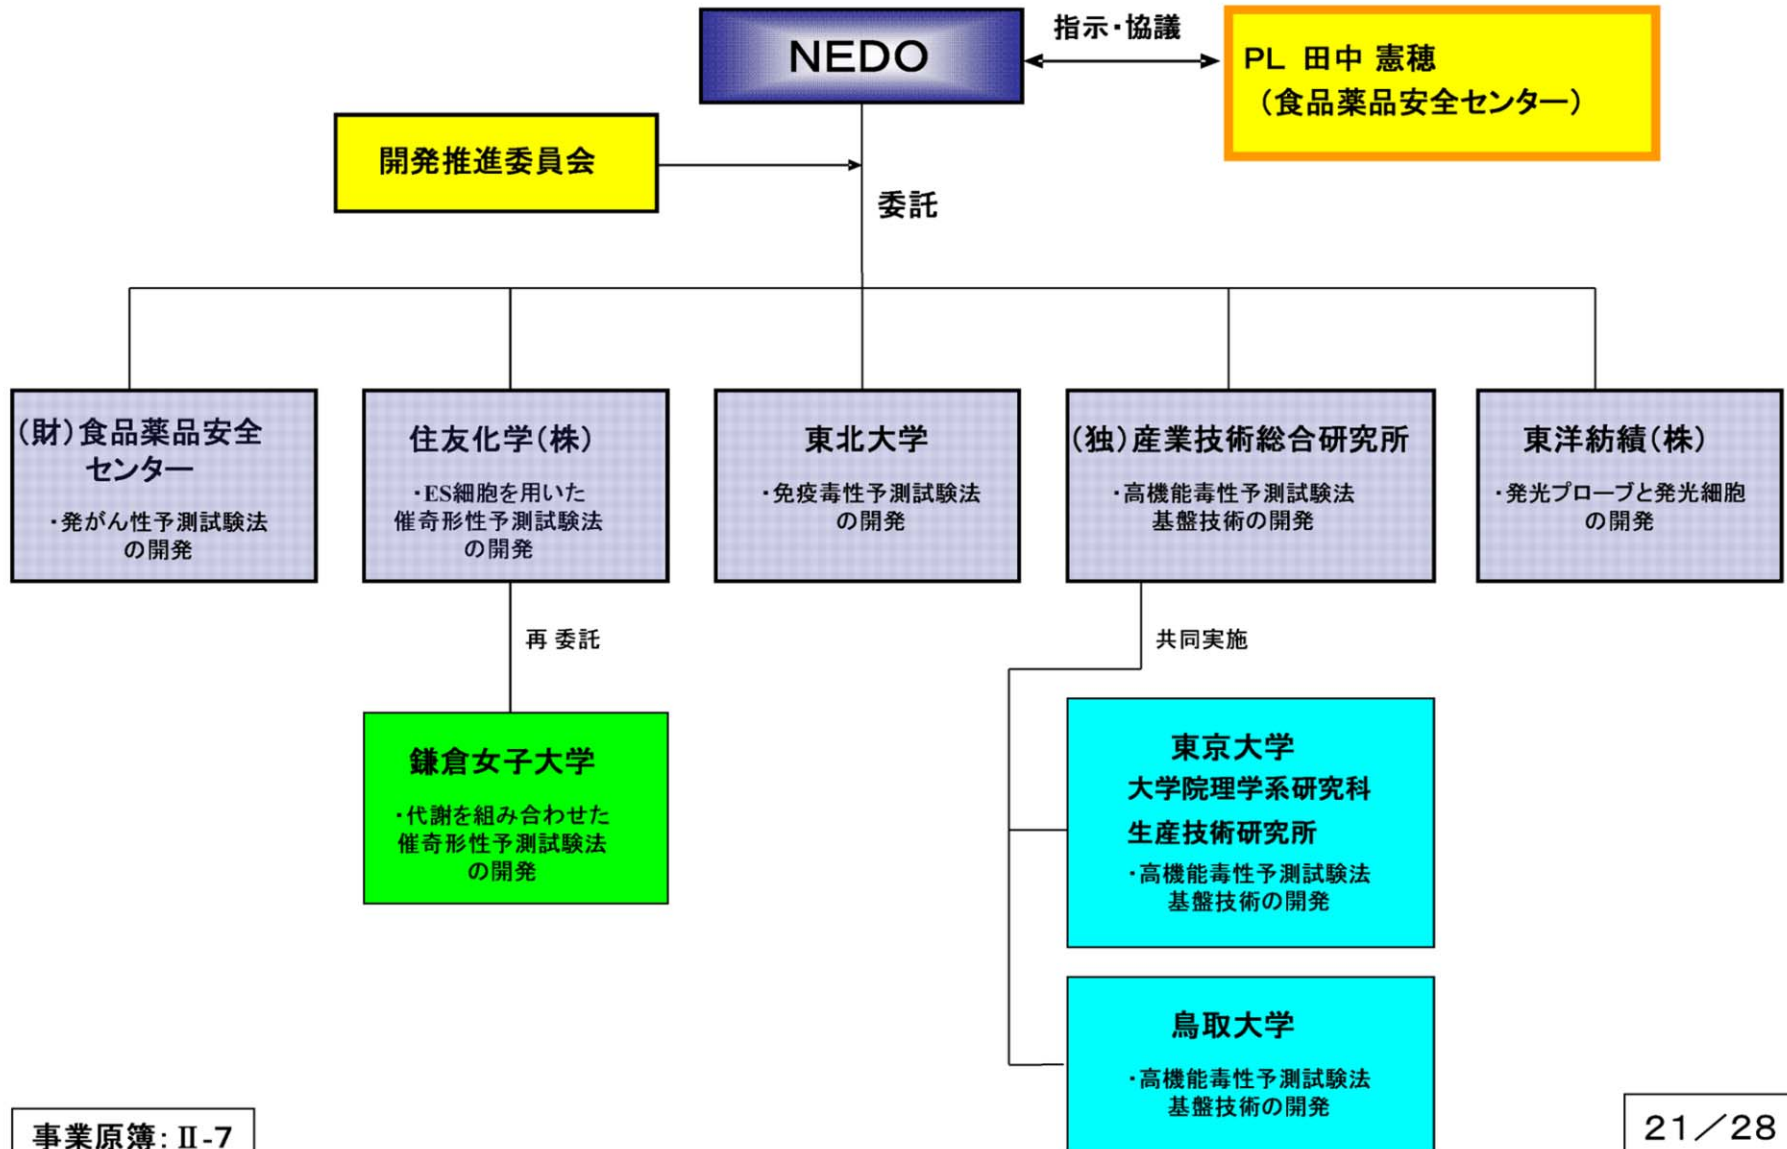 NEDO
指示・協議
PL 田中 憲穂
（食品薬品安全センター）
開発推進委員会
委託
（財）食品薬品安全
センター
・発がん性予測試験法
の開発
住友化学（株）
・ES細胞を用いた
催奇形性予測試験法
の開発
東北大学
・免疫毒性予測試験法
の開発
（独）産業技術総合研究所
・高機能毒性予測試験法
基盤技術の開発
東洋紡績（株）
・発光プローブと発光細胞
の開発
再 委託
共同実施
鎌倉女子大学
・代謝を組み合わせた
催奇形性予測試験法
の開発
東京大学
大学院理学系研究科
生産技術研究所
・高機能毒性予測試験法
基盤技術の開発
鳥取大学
・高機能毒性予測試験法
基盤技術の開発
事業原簿：Ⅱ-7
21／28